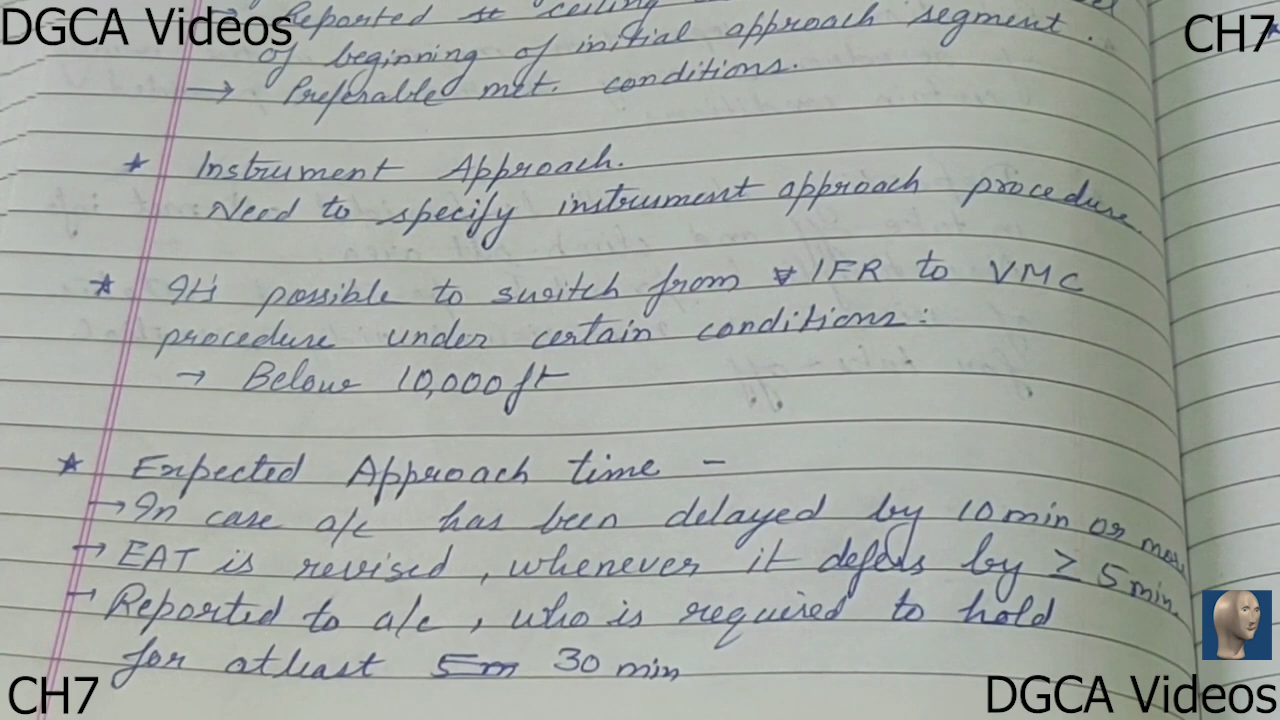 DGCA Videos
CH7
→ Reported ceiling
of beginning of initial approach segment.
→ Preferable met. conditions.
* Instrument Approach.
Need to specify instrument approach procedure.
* It's possible to switch from IFR to VMC
procedure under certain conditions:
→ Below 10,000 ft
* Expected Approach time -
→ In case a/c has been delayed by 10 min or more
→ EAT is revised, whenever it defers by ≥ 5 min.
→ Reported to a/c, who is required to hold
for atleast 5m 30 min
CH7
DGCA Videos